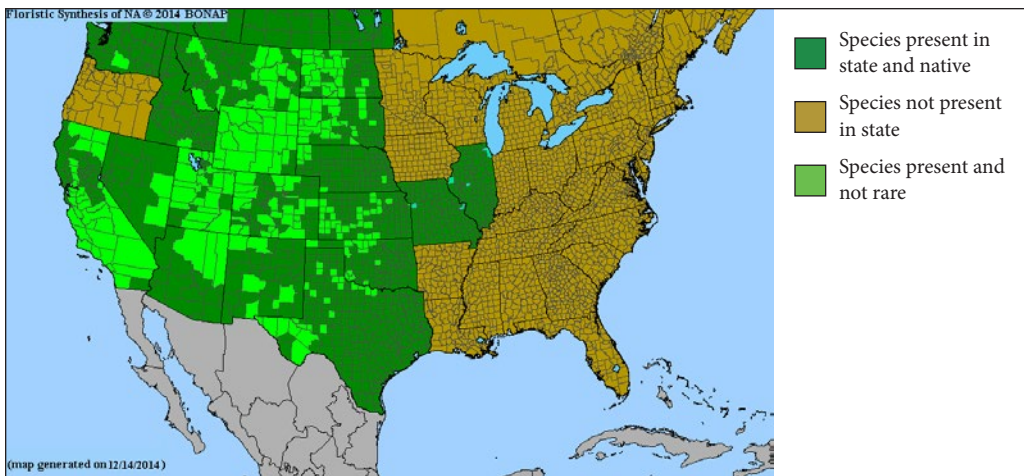 Floristic Synthesis of NA © 2014 BONAP
Species present in
state and native
Species not present
in state
Species present and
not rare
(map generated on 12/14/2014)